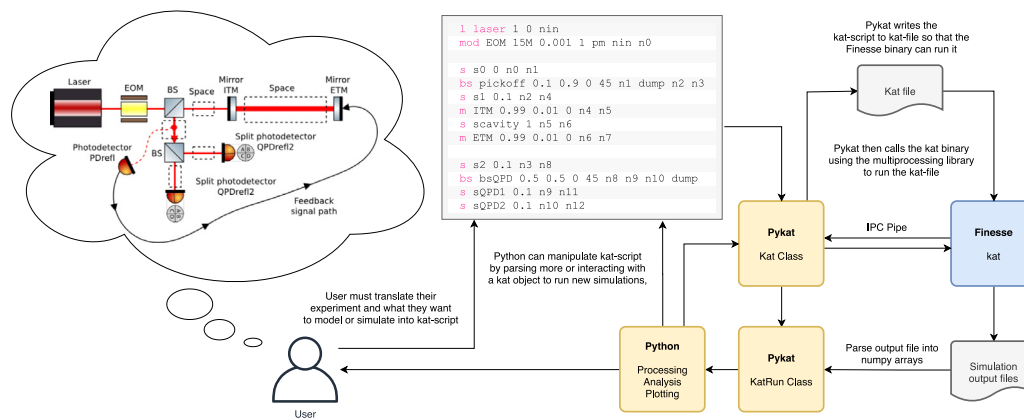 Laser
EOM
BS
Space
Mirror
ITM
Space
Mirror
ETM
Photodetector
PDrefl
BS
Space
Split photodetector
QPDrefl2
Split photodetector
QPDrefl2
Feedback
signal path
l laser 1 0 nin
mod EOM 15M 0.001 1 pm nin n0
s s0 0 n0 n1
bs pickoff 0.1 0.9 0 45 n1 dump n2 n3
s s1 0.1 n2 n4
m ITM 0.99 0.01 0 n4 n5
s scavity 1 n5 n6
m ETM 0.99 0.01 0 n6 n7
s s2 0.1 n3 n8
bs bsQPD 0.5 0.5 0 45 n8 n9 n10 dump
s sQPD1 0.1 n9 n11
s sQPD2 0.1 n10 n12
Pykat writes the
kat-script to kat-file so that the
Finesse binary can run it
Kat file
Pykat then calls the kat binary
using the multiprocessing library
to run the kat-file
Pykat
Kat Class
IPC Pipe
Finesse
kat
Python can manipulate kat-script
by parsing more or interacting with
a kat object to run new simulations,
User must translate their
experiment and what they want
to model or simulate into kat-script
User
Python
Processing
Analysis
Plotting
Pykat
KatRun Class
Parse output file into
numpy arrays
Simulation
output files